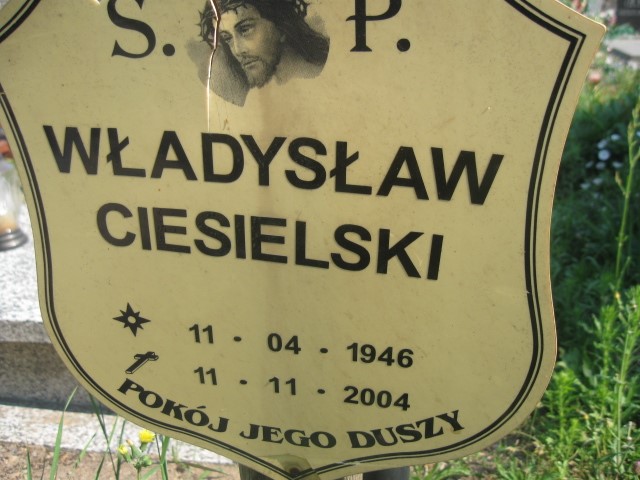 Ś. P.
WŁADYSŁAW
CIESIELSKI
11 - 04 - 1946
11 - 11 - 2004
POKÓJ JEGO DUSZY